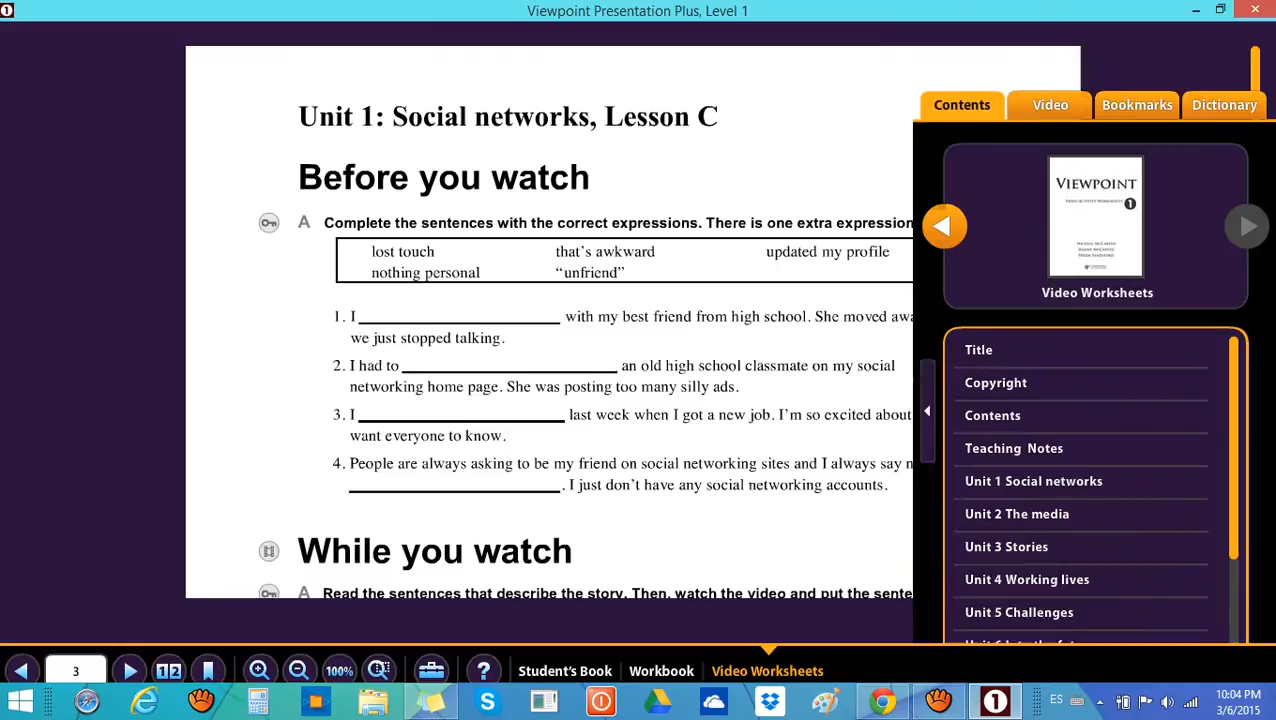 Viewpoint Presentation Plus, Level 1
Unit 1: Social networks, Lesson C
Before you watch
A Complete the sentences with the correct expressions. There is one extra expression
lost touch that's awkward updated my profile
nothing personal "unfriend"
1. I with my best friend from high school. She moved awa
we just stopped talking.
2. I had to an old high school classmate on my social
networking home page. She was posting too many silly ads.
3. I last week when I got a new job. I'm so excited about
want everyone to know.
4. People are always asking to be my friend on social networking sites and I always say n
. I just don't have any social networking accounts.
While you watch
A Read the sentences that describe the story. Then, watch the video and put the sente
Contents Video Bookmarks Dictionary
VIEWPOINT
VIDEO ACTIVITY WORKSHEETS 1
Video Worksheets
Title
Copyright
Contents
Teaching Notes
Unit 1 Social networks
Unit 2 The media
Unit 3 Stories
Unit 4 Working lives
Unit 5 Challenges
3 12 100% ? Student's Book Workbook Video Worksheets
ES 10:04 PM
3/6/2015